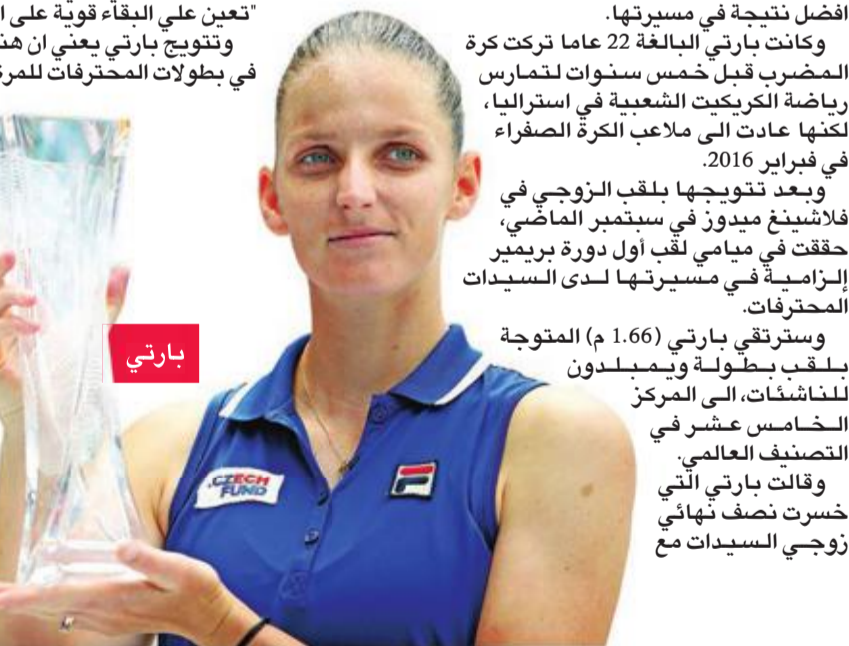 افضل نتيجة في مسيرتها.
وكانت بارتي البالغة 22 عاما تركت كرة
المضرب قبل خمس سنوات لتمارس
رياضة الكريكيت الشعبية في استراليا،
لكنها عادت الى ملاعب الكرة الصفراء
في فبراير 2016.
وبعد تتويجها بلقب الزوجي في
فلاشينغ ميدوز في سبتمبر الماضي،
حققت في ميامي لقب أول دورة بريمير
إلزامية في مسيرتها لدى السيدات
المحترفات.
وسترتقي بارتي (1.66 م) المتوجة
بلقب بطولة ويمبلدون
للناشئات، الى المركز
الخامس عشر في
التصنيف العالمي.
وقالت بارتي التي
خسرت نصف نهائي
زوجي السيدات مع
"تعين علي البقاء قوية على
وتتويج بارتي يعني ان
في بطولات المحترفات
بارتي
CZECH
FUND